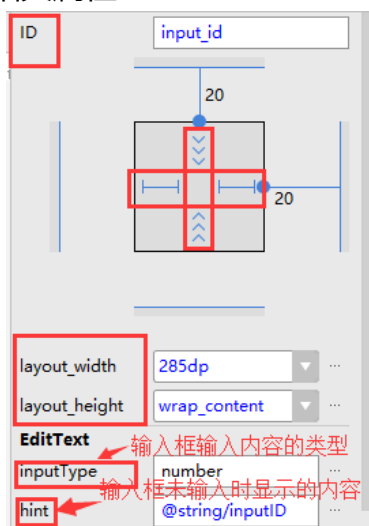 ID input_id
20
20
layout_width 285dp
layout_height wrap_content
EditText
输入框输入内容的类型
inputType number
输入框未输入时显示的内容
hint @string/inputID